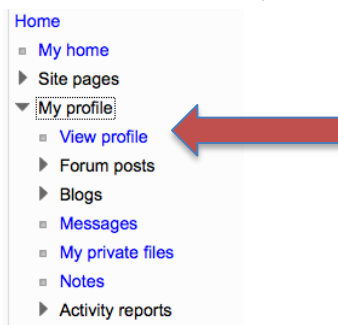 Home
My home
Site pages
My profile
View profile
Forum posts
Blogs
Messages
My private files
Notes
Activity reports